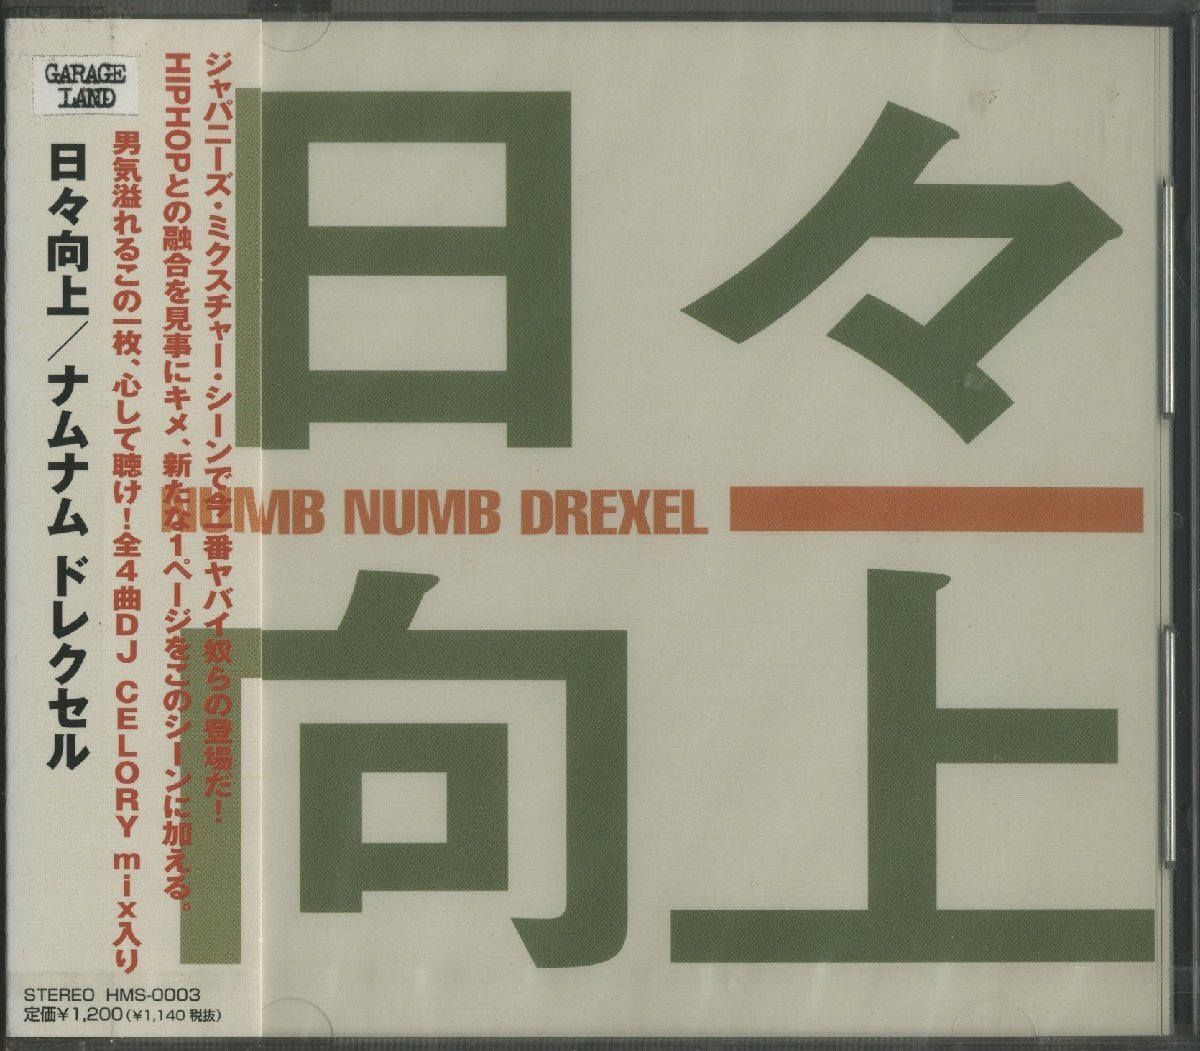 GARAGE
LAND
日々向上／ナムナム ドレクセル
ジャパニーズ・ミクスチャー・シーンで今一番ヤバイ奴らの登場だ！
HIPHOPとの融合を見事にキメ、新たな1ページをこのシーンに加える。
男気溢れるこの一枚、心して聴け！全4曲DJ CELORY mix入り
STEREO HMS-0003
定価¥1,200(¥1,140 税抜)
日々
NUMB NUMB DREXEL
向上